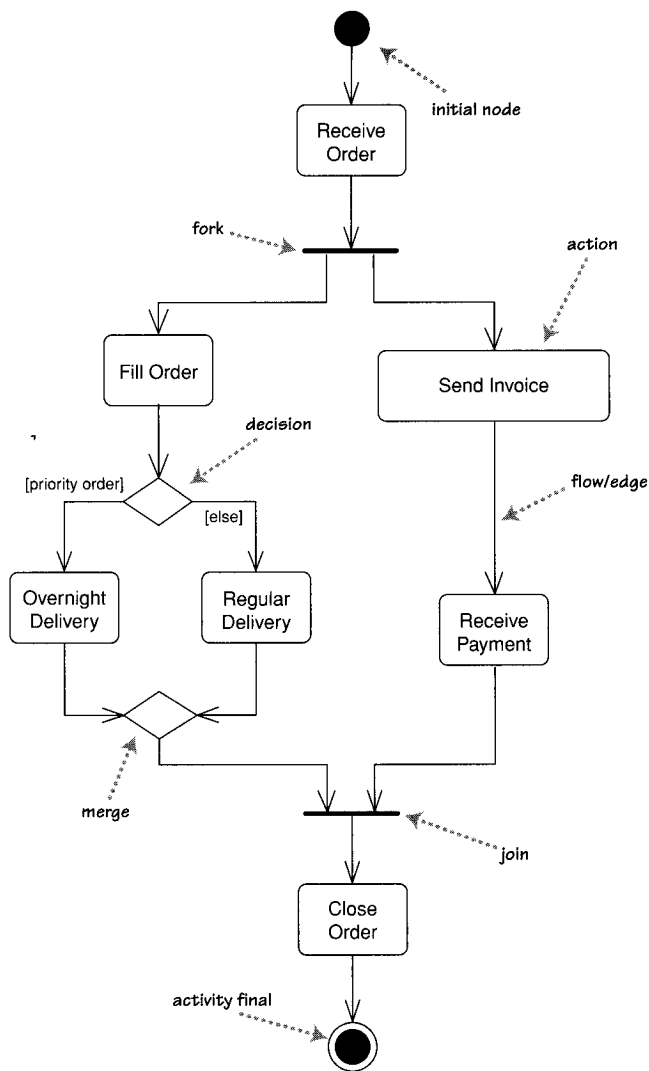 initial node
Receive
Order
fork
action
Fill Order
Send Invoice
decision
[priority order]
[else]
flow/edge
Overnight
Delivery
Regular
Delivery
Receive
Payment
merge
join
Close
Order
activity final